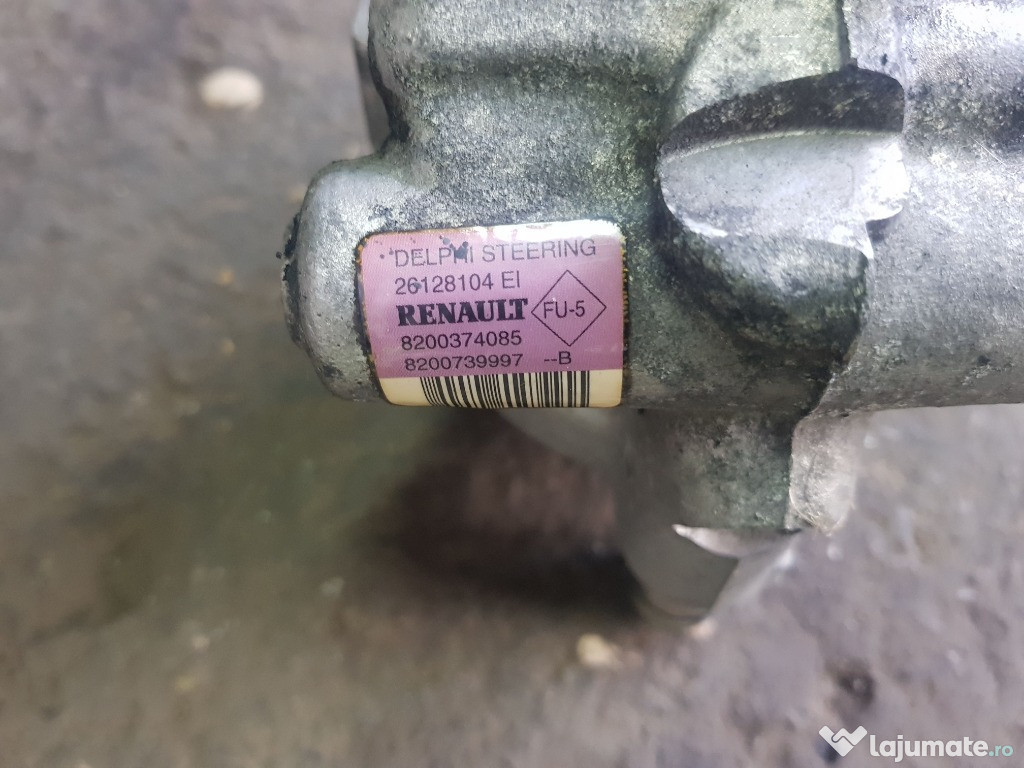 DELPHI STEERING
26128104 EI
RENAULT FU-5
8200374085
8200739997 --B
lajumate.ro